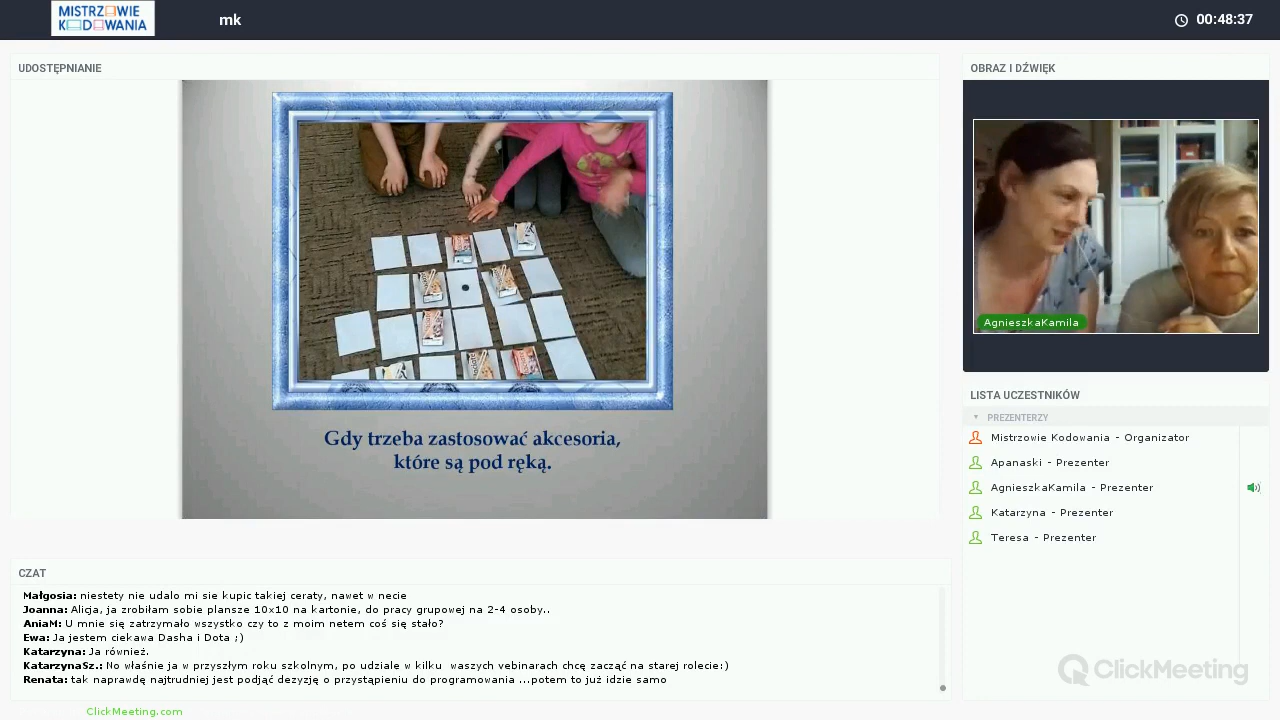 MISTRZOWIE
KODOWANIA
mk
00:48:37
UDOSTĘPNIANIE
Gdy trzeba zastosować akcesoria,
które są pod ręką.
OBRAZ I DŹWIĘK
AgnieszkaKamila
LISTA UCZESTNIKÓW
PREZENTERZY
Mistrzowie Kodowania - Organizator
Apanaski - Prezenter
AgnieszkaKamila - Prezenter
Katarzyna - Prezenter
Teresa - Prezenter
ClickMeeting
CZAT
Małgosia: niestety nie udalo mi sie kupic takiej ceraty, nawet w necie
Joanna: Alicja, ja zrobiłam sobie plansze 10x10 na kartonie, do pracy grupowej na 2-4 osoby..
AniaM: U mnie się zatrzymało wszystko czy to z moim netem coś się stało?
Ewa: Ja jestem ciekawa Dasha i Dota ;)
Katarzyna: Ja również.
KatarzynaSz.: No właśnie ja w przyszłym roku szkolnym, po udziale w kilku waszych vebinarach chcę zacząć na starej rolecie:)
Renata: tak naprawdę najtrudniej jest podjąć dezyzję o przystąpieniu do programowania ...potem to już idzie samo
ClickMeeting.com